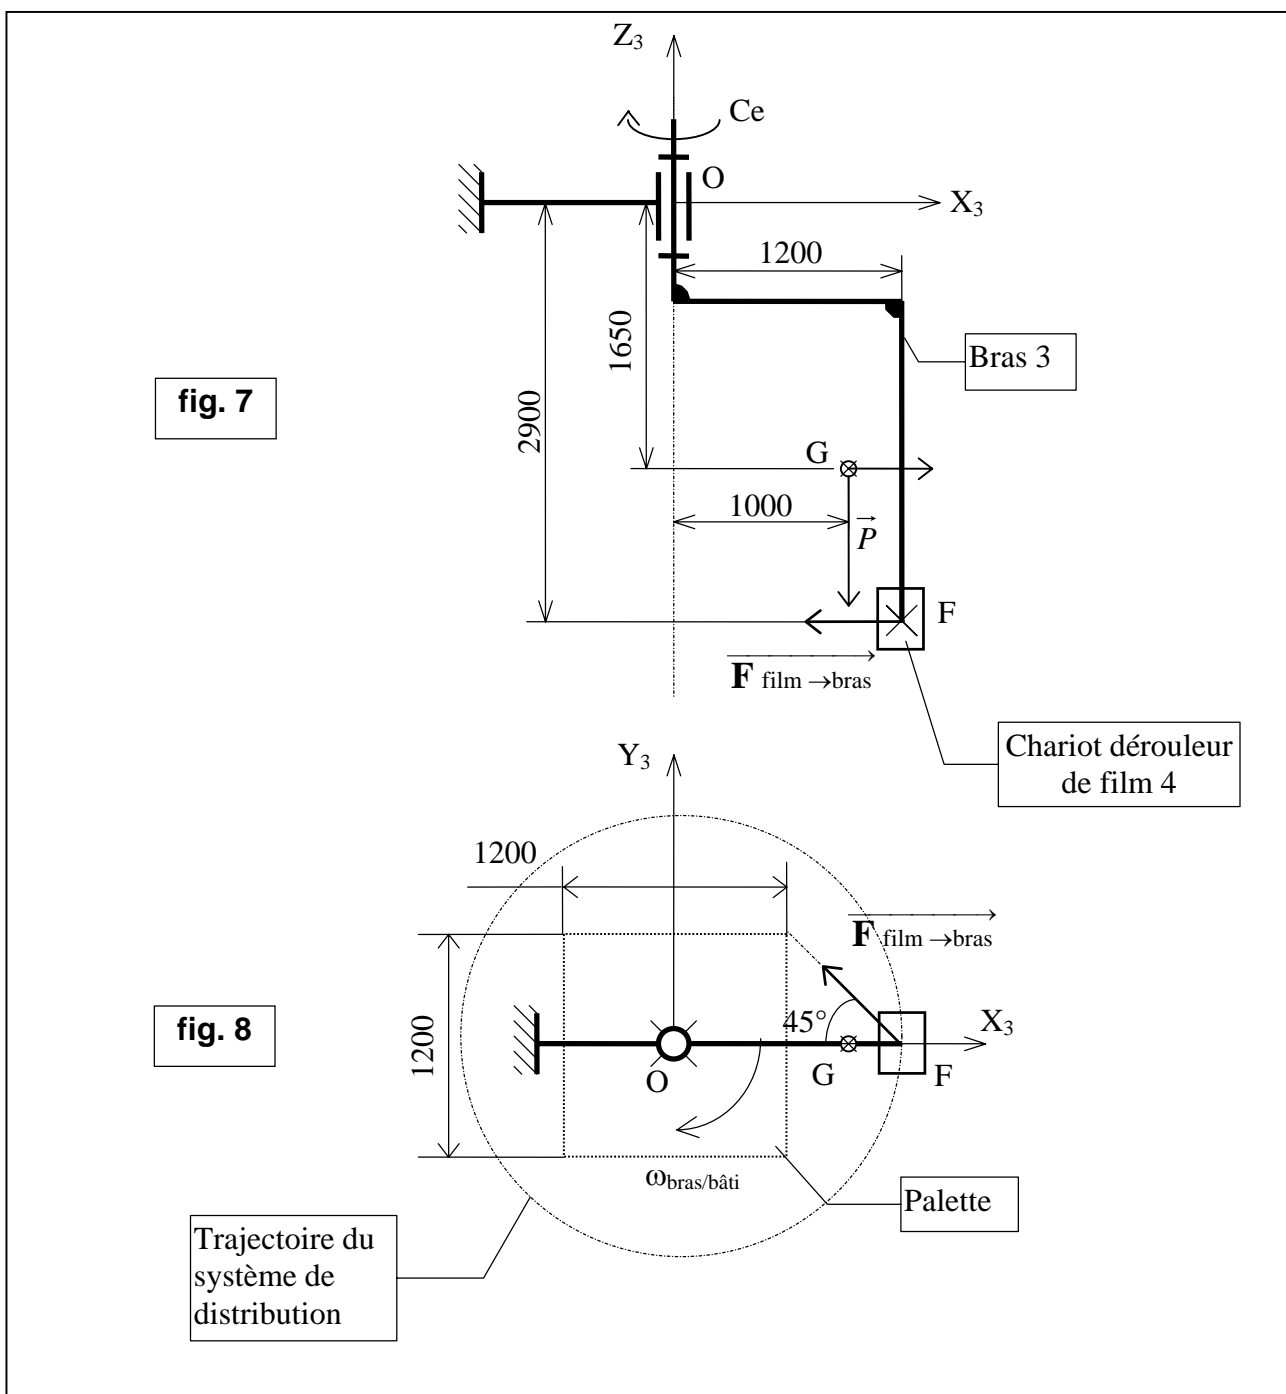 Z3
Ce
O
X3
1200
1650
Bras 3
fig. 7
2900
G
1000
P
F
F film →bras
Chariot dérouleur
de film 4
Y3
1200
F film →bras
fig. 8
1200
45°
X3
O
G
F
ωbras/bâti
Palette
Trajectoire du
système de
distribution